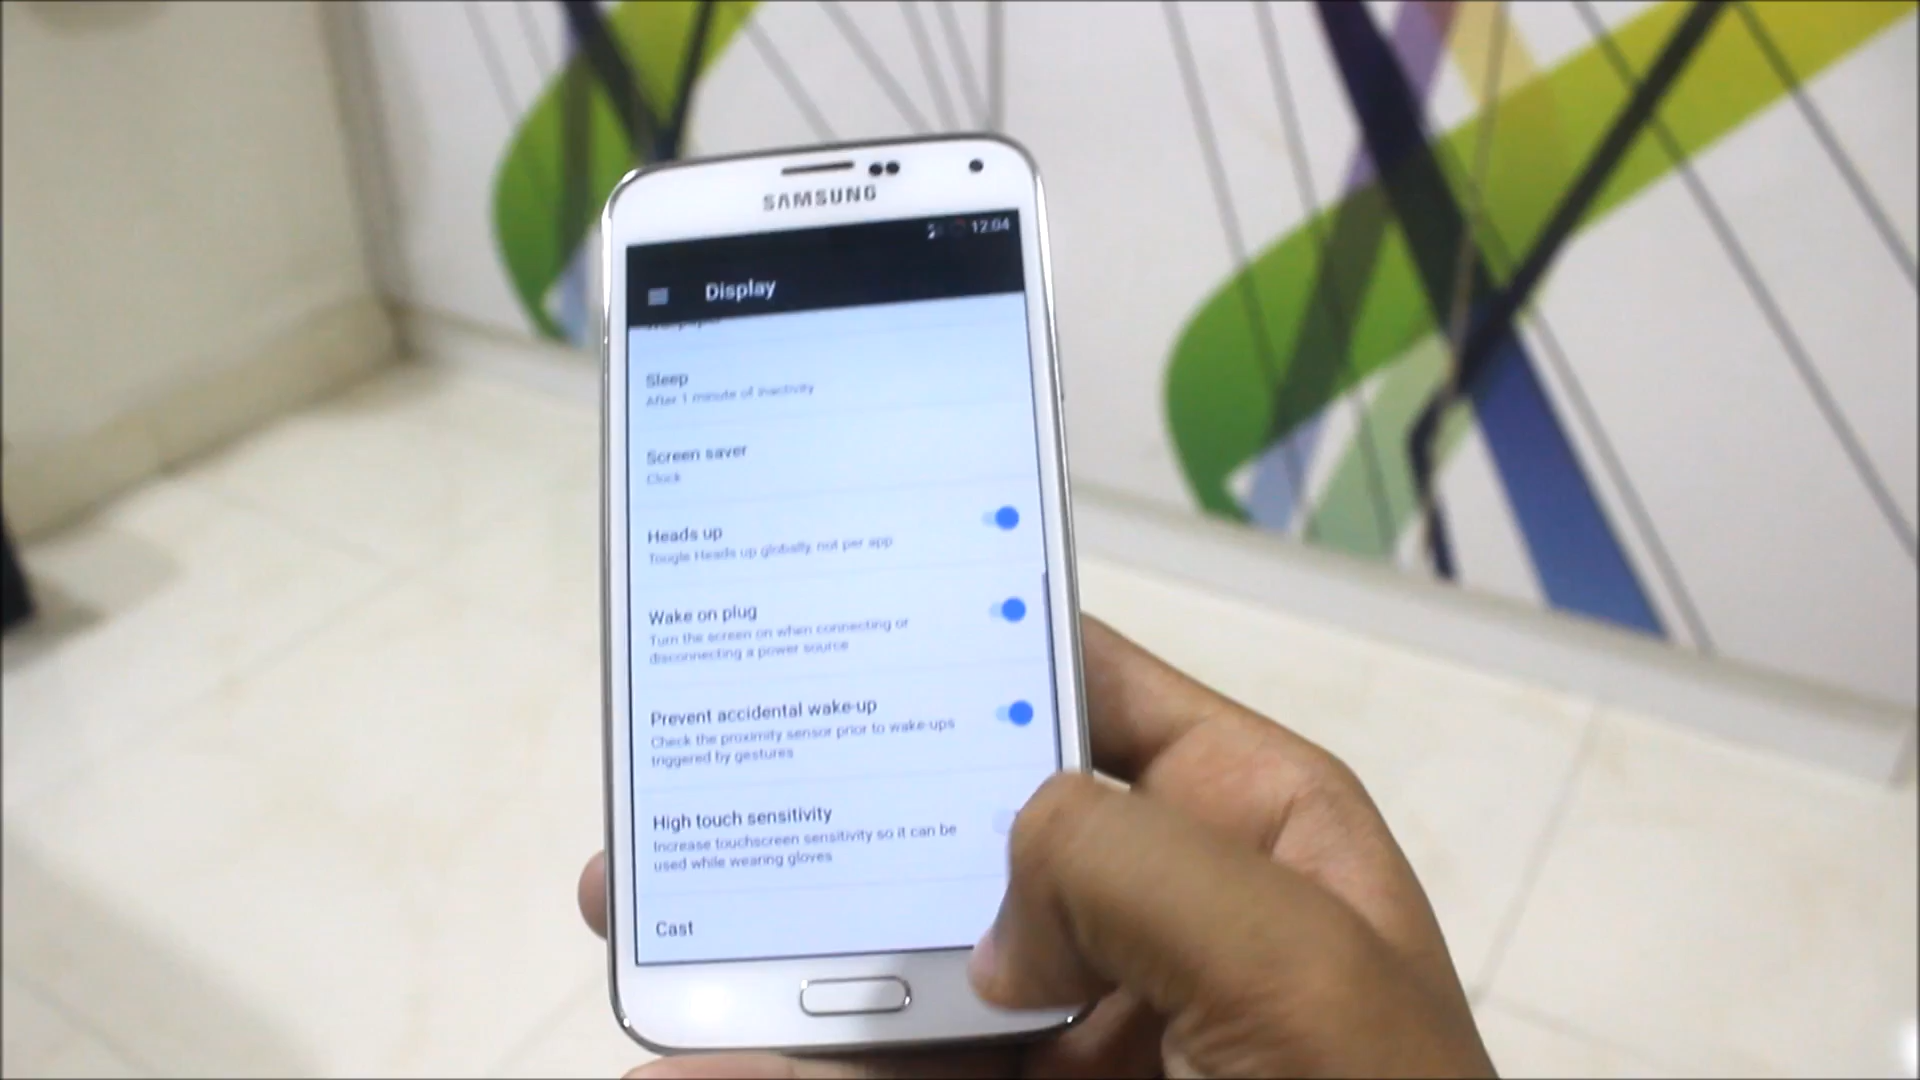 SAMSUNG
12:04
Display
Sleep
After 1 minute of inactivity
Screen saver
Clock
Heads up
Toggle Heads up globally, not per app
Wake on plug
Turn the screen on when connecting or
disconnecting a power source
Prevent accidental wake-up
Check the proximity sensor prior to wake-ups
triggered by gestures
High touch sensitivity
Increase touchscreen sensitivity so it can be
used while wearing gloves
Cast